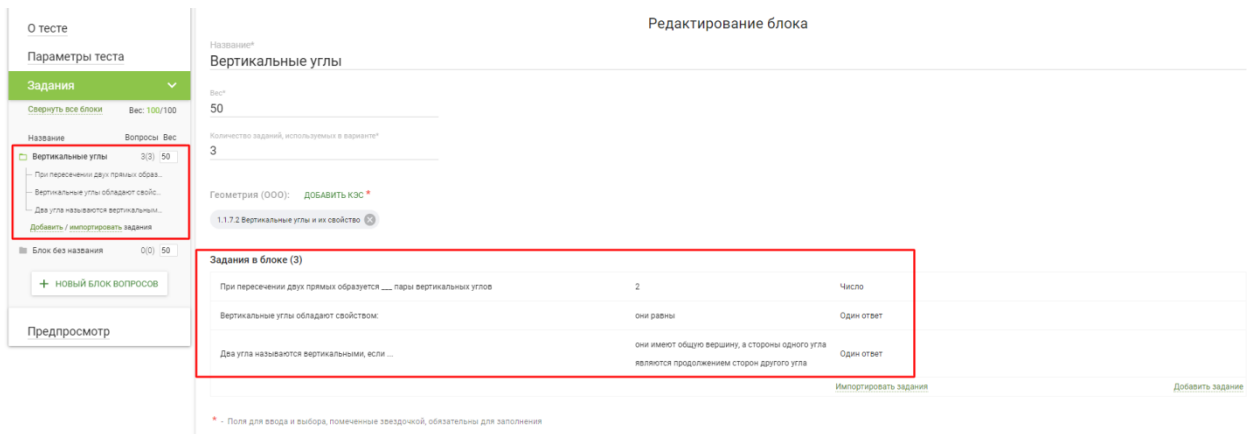 О тесте
Параметры теста
Задания
Свернуть все блоки Вес: 100/100
Название Вопросы Вес
Вертикальные углы 3(3) 50
При пересечении двух прямых образ...
Вертикальные углы обладают свойс...
Два угла называются вертикальным...
Добавить / импортировать задания
Блок без названия 0(0) 50
+ НОВЫЙ БЛОК ВОПРОСОВ
Предпросмотр
Редактирование блока
Название*
Вертикальные углы
Вес*
50
Количество заданий, используемых в варианте*
3
Геометрия (ООО): ДОБАВИТЬ КЭС *
1.1.7.2 Вертикальные углы и их свойство
Задания в блоке (3)
При пересечении двух прямых образуется ___ пары вертикальных углов 2 Число
Вертикальные углы обладают свойством: они равны Один ответ
Два угла называются вертикальными, если ... они имеют общую вершину, а стороны одного угла являются продолжением сторон другого угла Один ответ
Импортировать задания Добавить задание
* - Поля для ввода и выбора, помеченные звездочкой, обязательны для заполнения